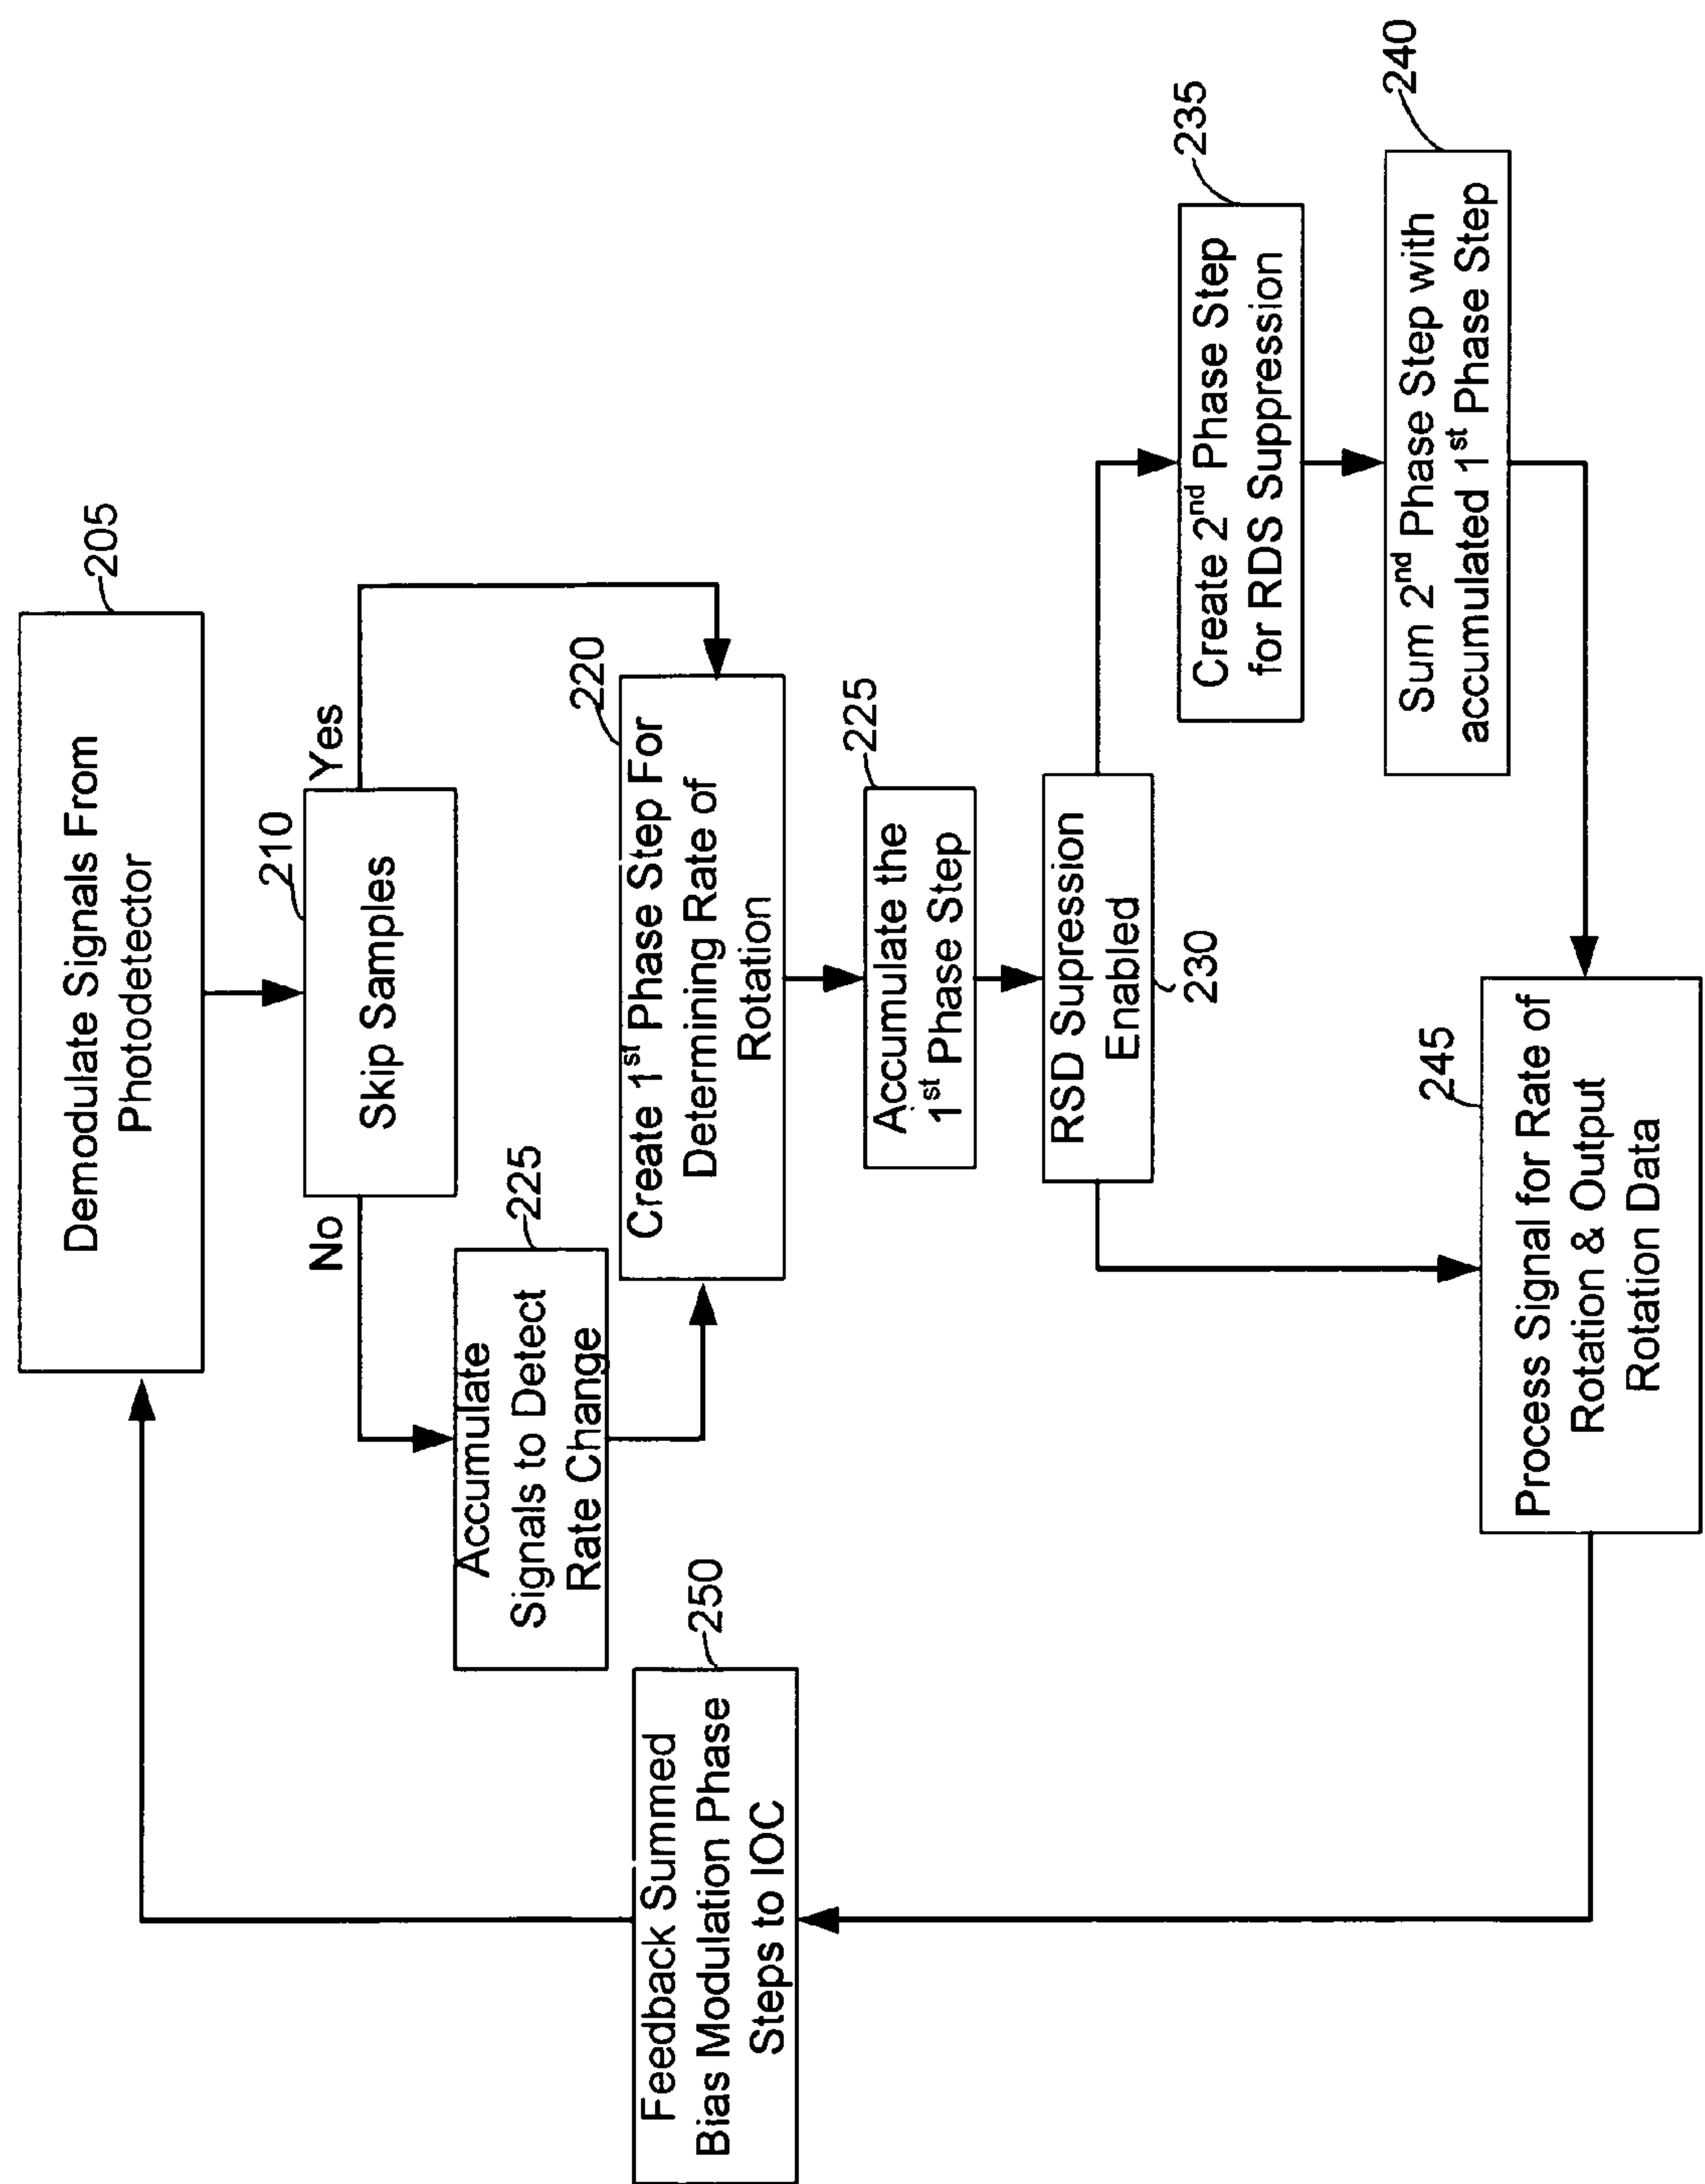 Demodulate Signals From
Photodetector
205
210
Skip Samples
Yes
No
225
Accumulate
Signals to Detect
Rate Change
220
Create 1st Phase Step For
Determining Rate of
Rotation
225
Accumulate the
1st Phase Step
RSD Supression
Enabled
230
235
Create 2nd Phase Step
for RDS Suppression
240
Sum 2nd Phase Step with
accumulated 1st Phase Step
245
Process Signal for Rate of
Rotation & Output
Rotation Data
250
Feedback Summed
Bias Modulation Phase
Steps to IOC